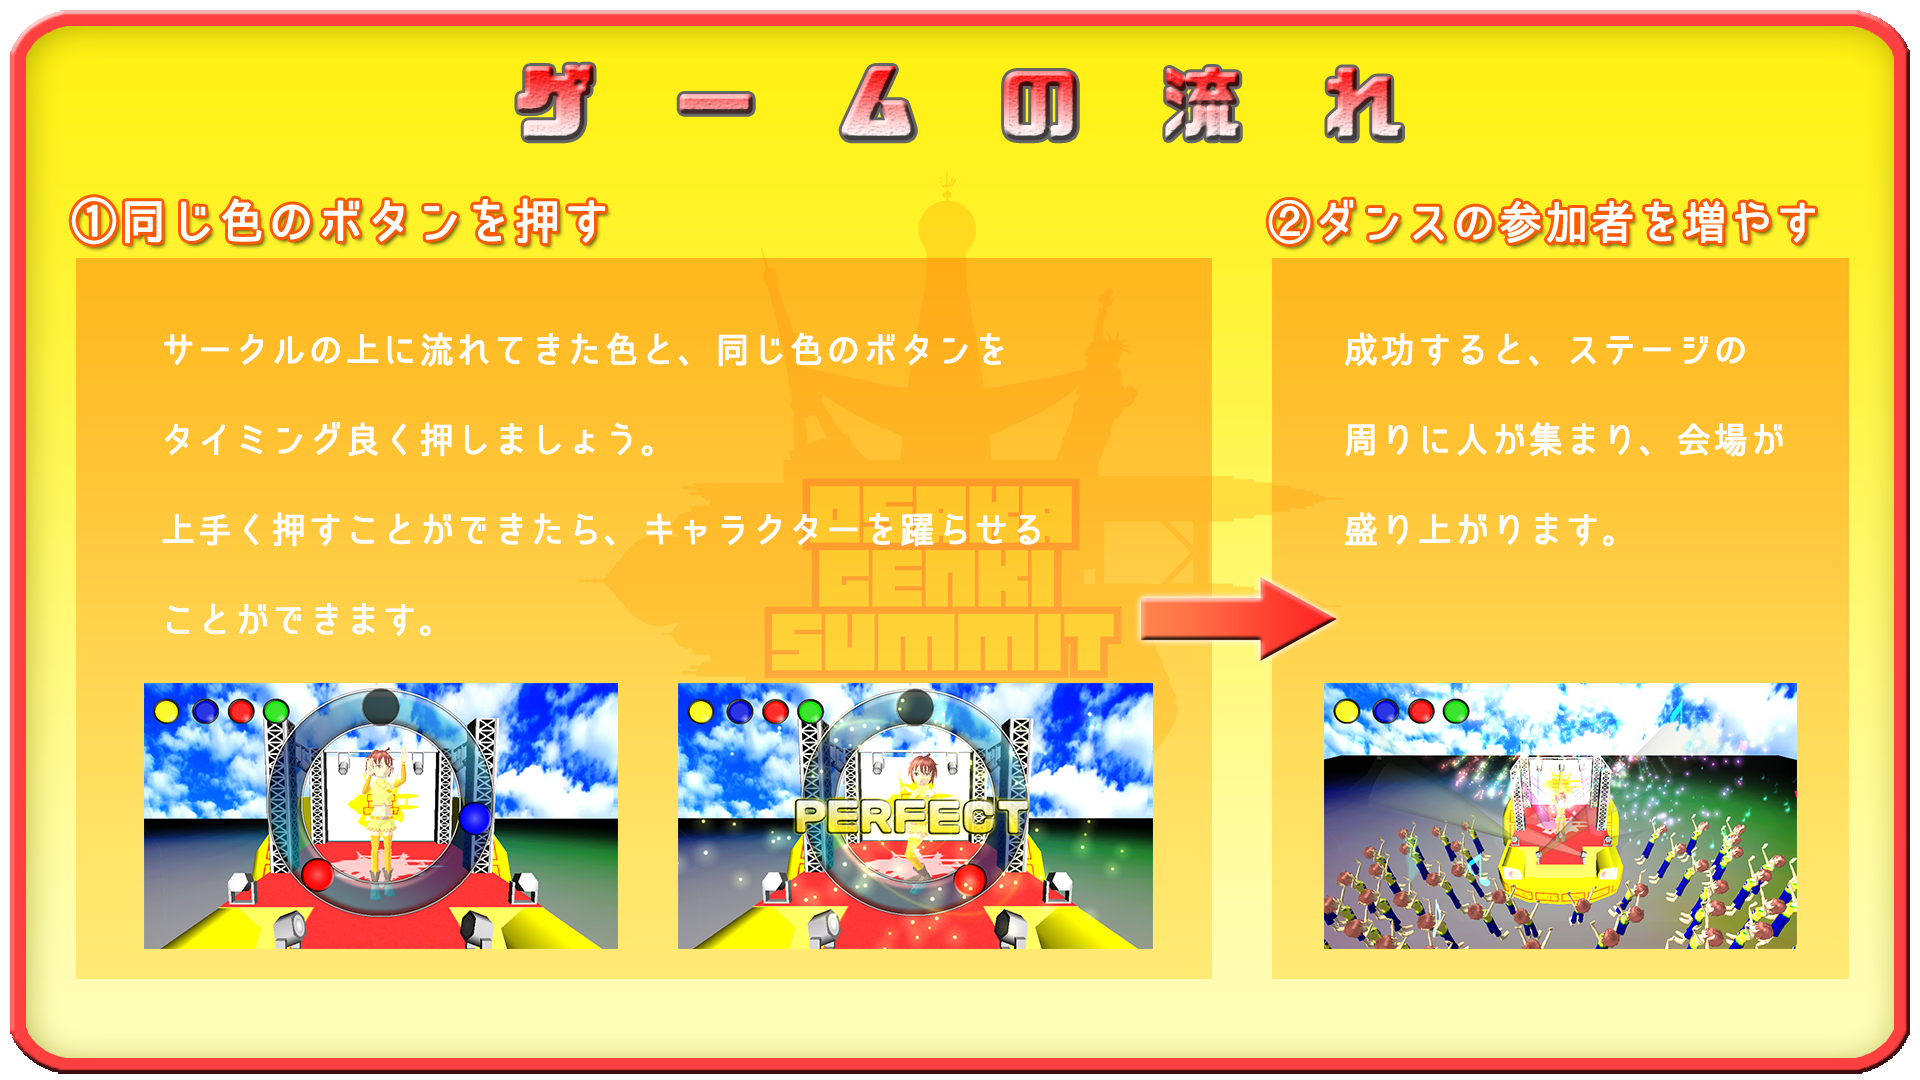 ゲームの流れ
①同じ色のボタンを押す
サークルの上に流れてきた色と、同じ色のボタンを
タイミング良く押しましょう。
上手く押すことができたら、キャラクターを躍らせる
ことができます。
OSAKA
GENKI
SUMMIT
PERFECT
②ダンスの参加者を増やす
成功すると、ステージの
周りに人が集まり、会場が
盛り上がります。